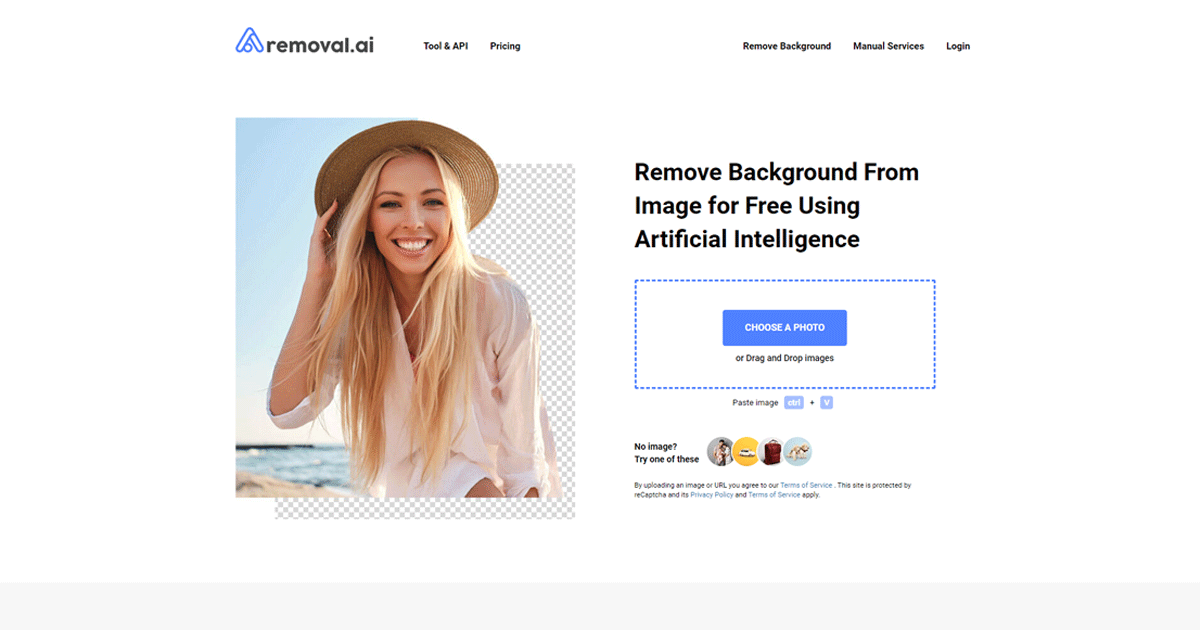 removal.ai
Tool & API
Pricing
Remove Background
Manual Services
Login
Remove Background From
Image for Free Using
Artificial Intelligence
CHOOSE A PHOTO
or Drag and Drop images
Paste image ctrl + V
No image?
Try one of these
By uploading an image or URL you agree to our Terms of Service . This site is protected by
reCaptcha and its Privacy Policy and Terms of Service apply.